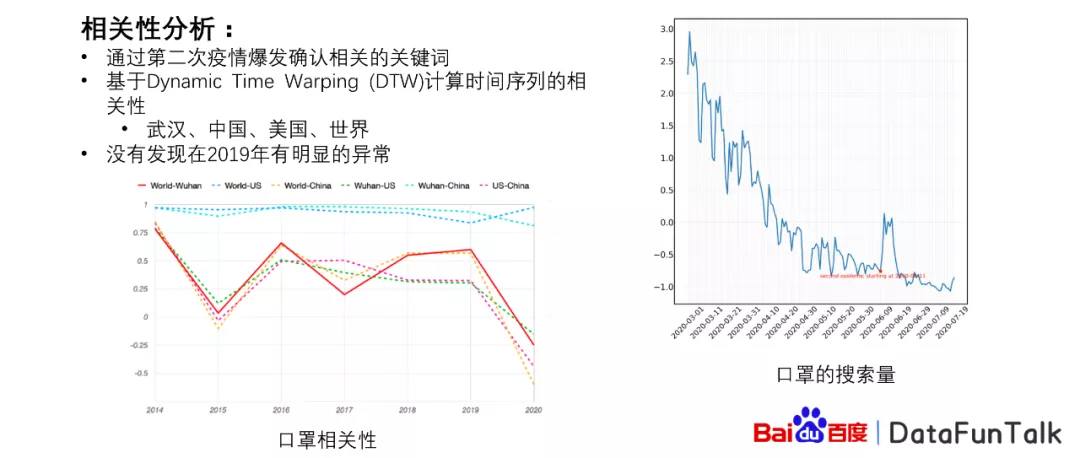 相关性分析：
• 通过第二次疫情爆发确认相关的关键词
• 基于Dynamic Time Warping (DTW)计算时间序列的相
关性
• 武汉、中国、美国、世界
• 没有发现在2019年有明显的异常
World-Wuhan World-US World-China Wuhan-US Wuhan-China US-China
1
0.75
0.5
0.25
0
-0.25
-0.5
2014 2015 2016 2017 2018 2019 2020
口罩相关性
3.0
2.5
2.0
1.5
1.0
0.5
0.0
−0.5
−1.0
second epidemic starting at
2020-03-01 2020-03-11 2020-03-21 2020-03-31 2020-04-10 2020-04-20 2020-04-30 2020-05-10 2020-05-20 2020-05-30 2020-06-09 2020-06-19 2020-06-29 2020-07-09 2020-07-19
口罩的搜索量
Bai du 百度 | DataFunTalk